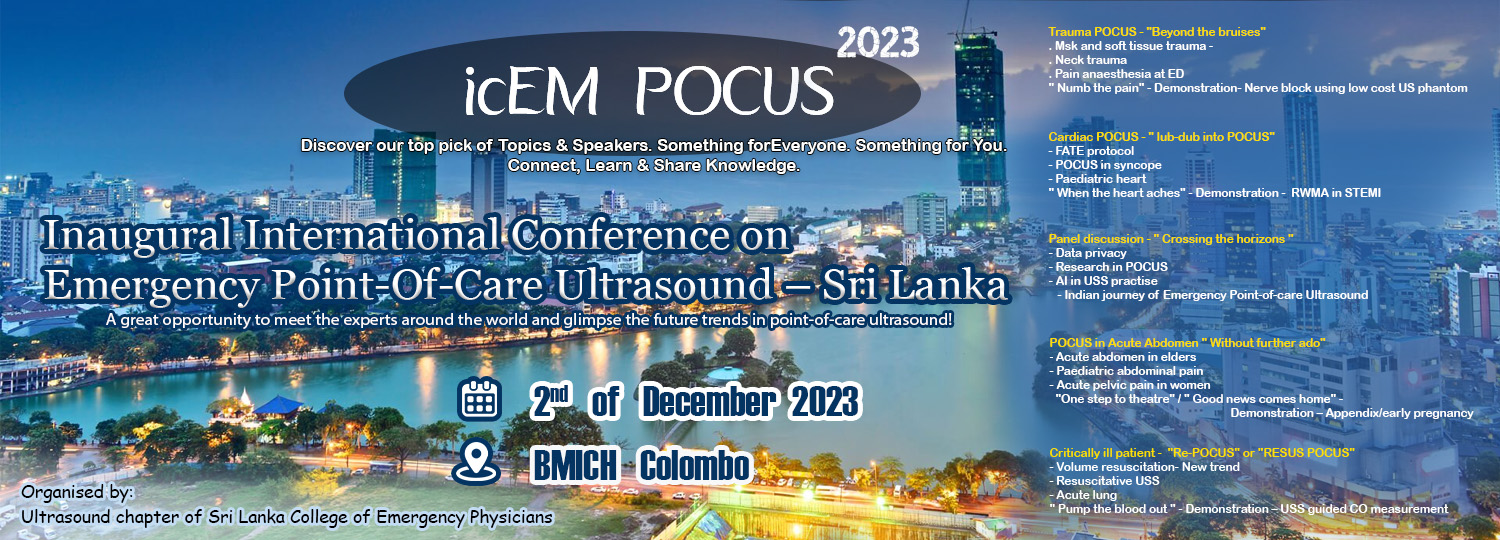 2023
icEM POCUS
Discover our top pick of Topics & Speakers. Something forEveryone. Something for You.
Connect, Learn & Share Knowledge.
Inaugural International Conference on
Emergency Point-Of-Care Ultrasound – Sri Lanka
A great opportunity to meet the experts around the world and glimpse the future trends in point-of-care ultrasound!
2nd of December 2023
BMICH Colombo
Organised by:
Ultrasound chapter of Sri Lanka College of Emergency Physicians
Trauma POCUS - "Beyond the bruises"
. Msk and soft tissue trauma -
. Neck trauma
. Pain anaesthesia at ED
" Numb the pain" - Demonstration- Nerve block using low cost US phantom
Cardiac POCUS - " lub-dub into POCUS"
- FATE protocol
- POCUS in syncope
- Paediatric heart
" When the heart aches" - Demonstration - RWMA in STEMI
Panel discussion - " Crossing the horizons "
- Data privacy
- Research in POCUS
- AI in USS practise
- Indian journey of Emergency Point-of-care Ultrasound
POCUS in Acute Abdomen " Without further ado"
- Acute abdomen in elders
- Paediatric abdominal pain
- Acute pelvic pain in women
"One step to theatre" / " Good news comes home" -
Demonstration – Appendix/early pregnancy
Critically ill patient - "Re-POCUS" or "RESUS POCUS"
- Volume resuscitation- New trend
- Resuscitative USS
- Acute lung
" Pump the blood out " - Demonstration – USS guided CO measurement